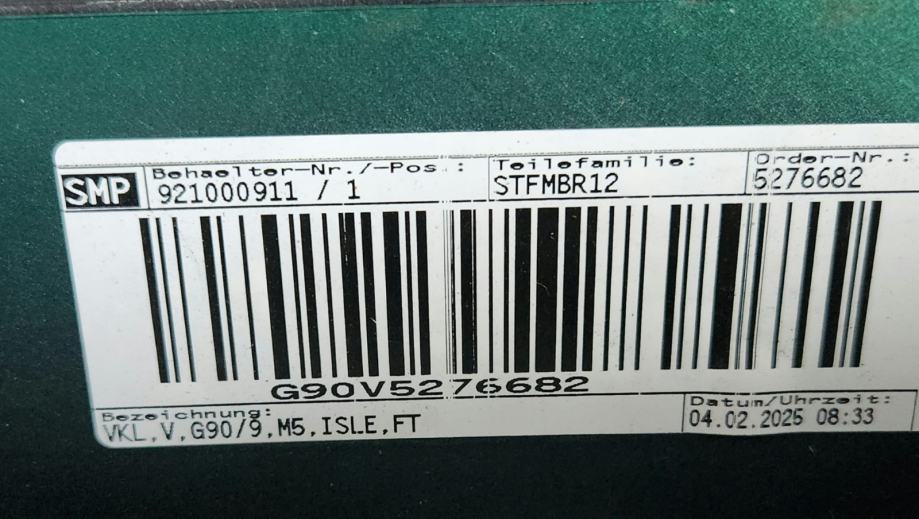 SMP
Behaelter-Nr./-Pos.:
921000911 / 1
Teilefamilie:
STFMBR12
Order-Nr.:
5276682
G90V5276682
Bezeichnung:
VKL,V,G90/9,M5,ISLE,FT
Datum/Uhrzeit:
04.02.2025 08:33